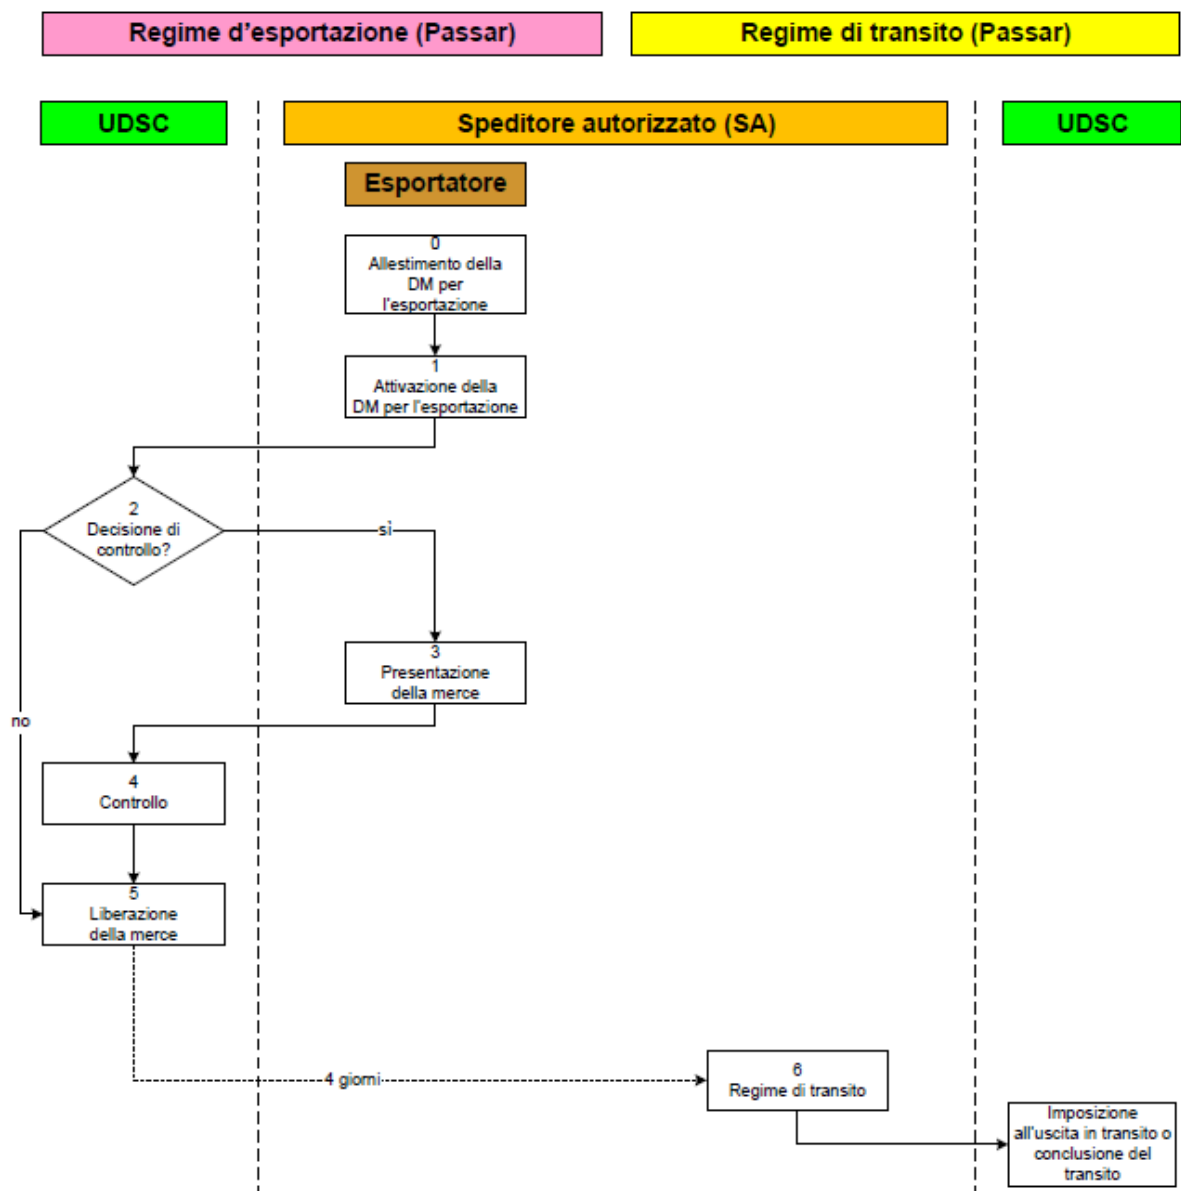 Regime d'esportazione (Passar)
Regime di transito (Passar)
UDSC
Speditore autorizzato (SA)
UDSC
Esportatore
0
Allestimento della
DM per
l'esportazione
1
Attivazione della
DM per l'esportazione
2
Decisione di
controllo?
sì
3
Presentazione
della merce
no
4
Controllo
5
Liberazione
della merce
4 giorni
6
Regime di transito
Imposizione
all'uscita in transito o
conclusione del
transito